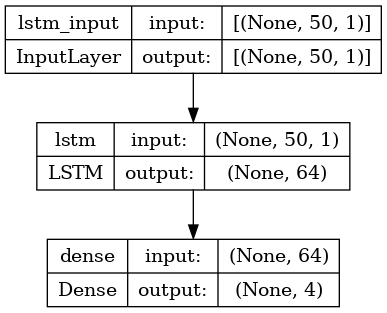 lstm_input input: [(None, 50, 1)]
InputLayer output: [(None, 50, 1)]
lstm input: (None, 50, 1)
LSTM output: (None, 64)
dense input: (None, 64)
Dense output: (None, 4)